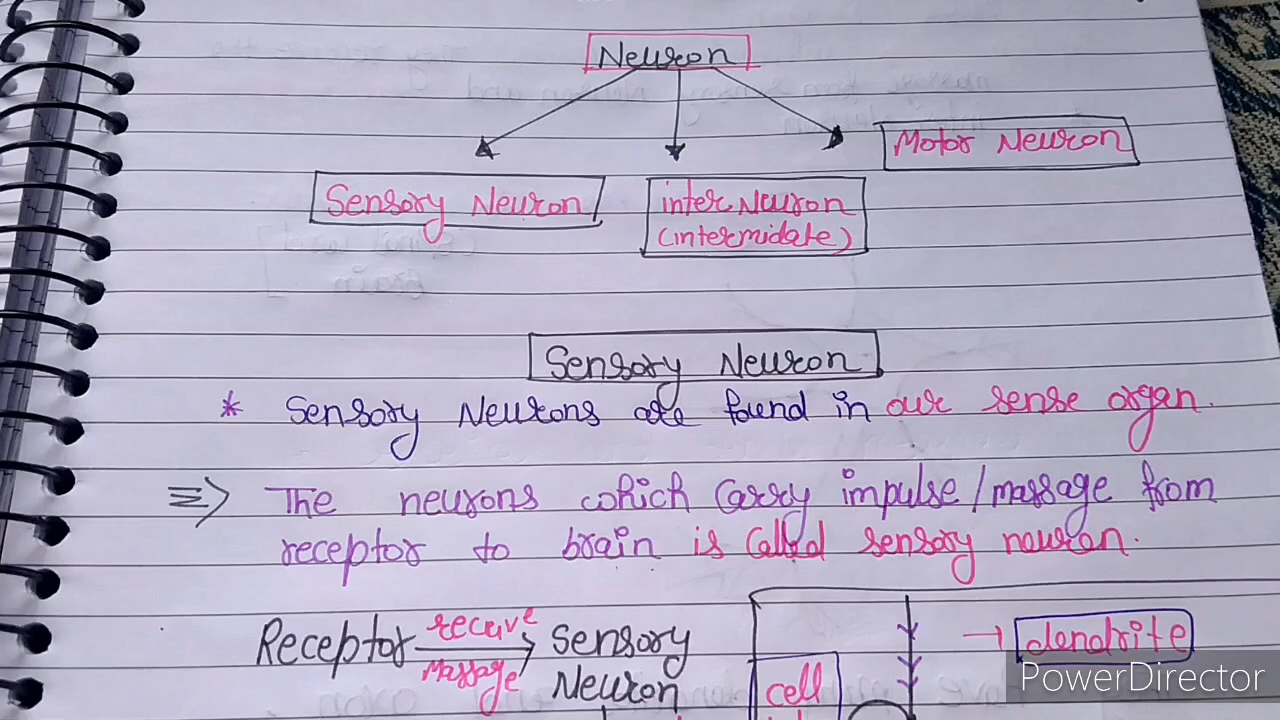 Neuron
Motor Neuron
Sensory Neuron
inter Neuron
(intermidate)
Sensory Neuron
* Sensory Neurons are found in our sense organ.
⇒ The neurons which carry impulse/massage from
receptor to brain is called sensory neuron.
Receptor receive Massage → Sensory
Neuron
cell
→ dendrite
PowerDirector